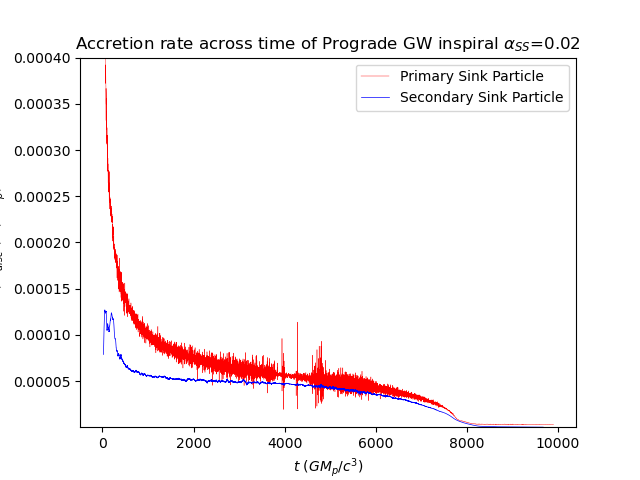 Accretion rate across time of Prograde GW inspiral α_SS=0.02
Primary Sink Particle
Secondary Sink Particle
0.00040
0.00035
0.00030
0.00025
0.00020
0.00015
0.00010
0.00005
0 2000 4000 6000 8000 10000
t (GM_p/c³)